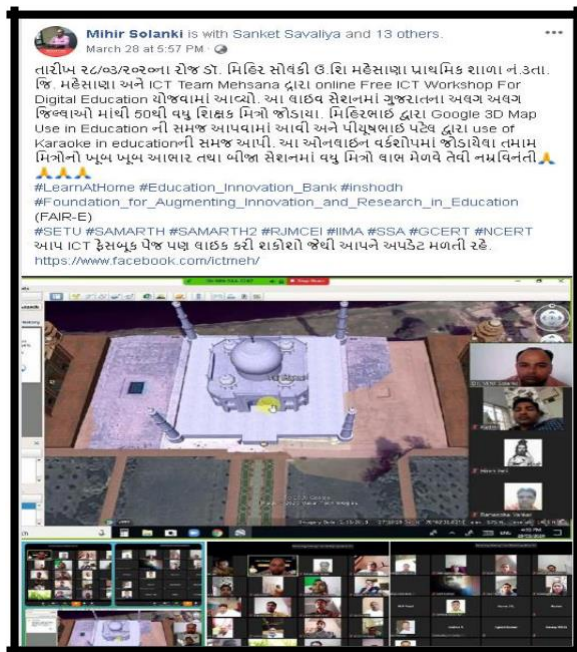 Mihir Solanki is with Sanket Savaliya and 13 others.
March 28 at 5:57 PM
તારીખ ૨૮/૦૩/૨૦૨૦ના રોજ ડૉ. મિહિર સોલંકી ઉ.શિ મહેસાણા પ્રાથમિક શાળા નં.૩તા.
જિ. મહેસાણા અને ICT Team Mehsana દ્વારા online Free ICT Workshop For
Digital Education યોજવામાં આવ્યો. આ લાઇવ સેશનમાં ગુજરાતના અલગ અલગ
જિલ્લાઓ માંથી 50થી વધુ શિક્ષક મિત્રો જોડાયા. મિહિરભાઈ દ્વારા Google 3D Map
Use in Education ની સમજ આપવામાં આવી અને પીયૂષભાઈ પટેલ દ્વારા use of
Karaoke in educationની સમજ આપી. આ ઓનલાઇન વર્કશોપમાં જોડાયેલા તમામ
મિત્રોનો ખૂબ ખૂબ આભાર તથા બીજા સેશનમાં વધુ મિત્રો લાભ મેળવે તેવી નમ્રવિનંતી🙏
🙏🙏🙏
#LearnAtHome #Education_Innovation_Bank #inshodh
#Foundation_for_Augmenting_Innovation_and_Research_in_Education
(FAIR-E)
#SETU #SAMARTH #SAMARTH2 #RJMCEI #IIMA #SSA #GCERT #NCERT
આપ ICT ફેસબૂક પેજ પણ લાઇક કરી શકોશો જેથી આપને અપડેટ મળતી રહે.
https://www.facebook.com/ictmeh/